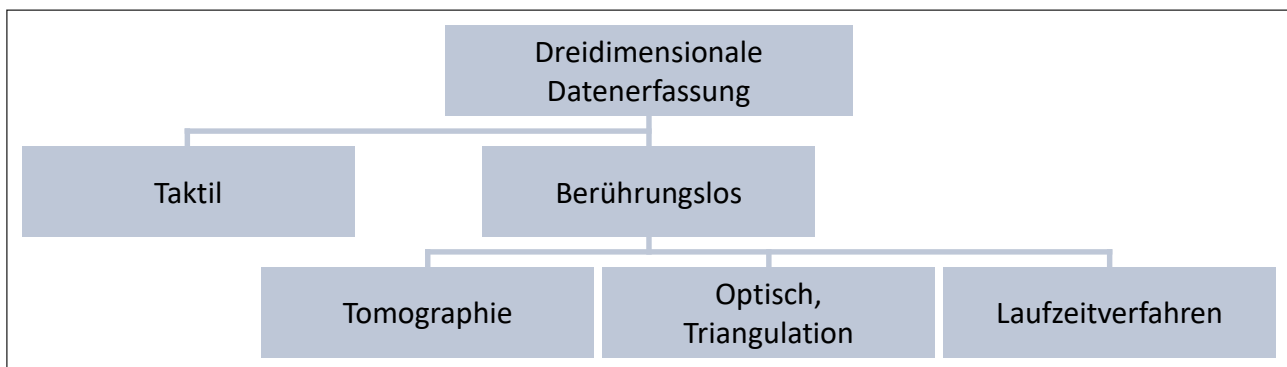 Dreidimensionale
Datenerfassung
Taktil
Berührungslos
Tomographie
Optisch,
Triangulation
Laufzeitverfahren